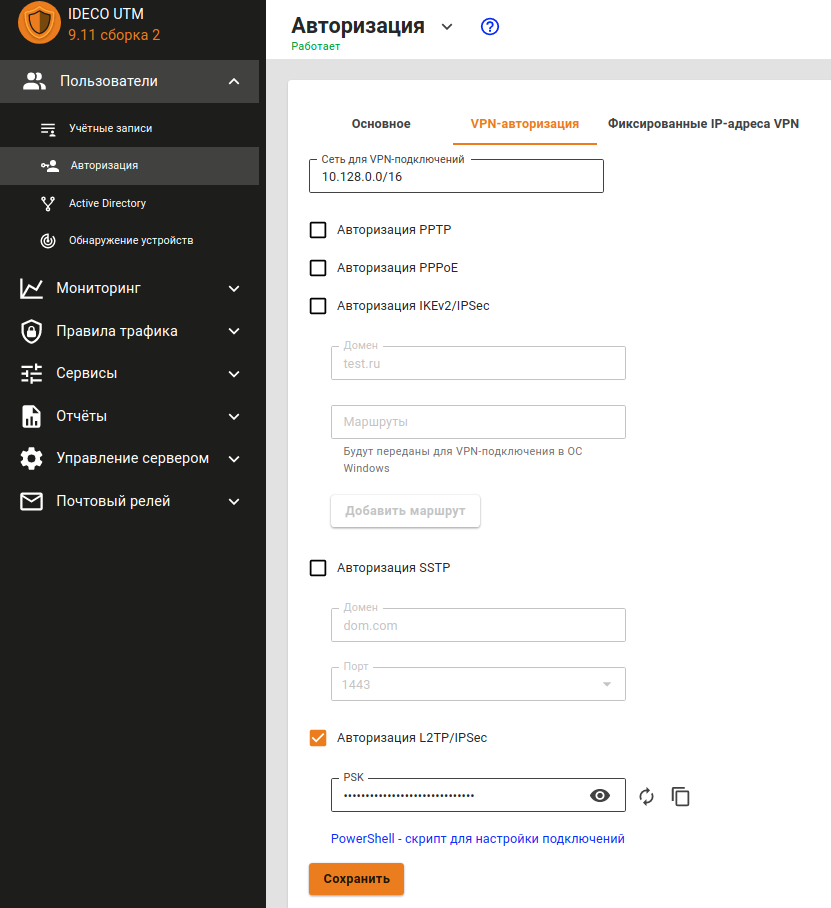 IDECO UTM
9.11 сборка 2
Пользователи
Учётные записи
Авторизация
Active Directory
Обнаружение устройств
Мониторинг
Правила трафика
Сервисы
Отчёты
Управление сервером
Почтовый релей
Авторизация
Работает
Основное
VPN-авторизация
Фиксированные IP-адреса VPN
Сеть для VPN-подключений
10.128.0.0/16
Авторизация PPTP
Авторизация PPPoE
Авторизация IKEv2/IPSec
Домен
test.ru
Маршруты
Будут переданы для VPN-подключения в ОС
Windows
Добавить маршрут
Авторизация SSTP
Домен
dom.com
Порт
1443
Авторизация L2TP/IPSec
PSK
PowerShell - скрипт для настройки подключений
Сохранить